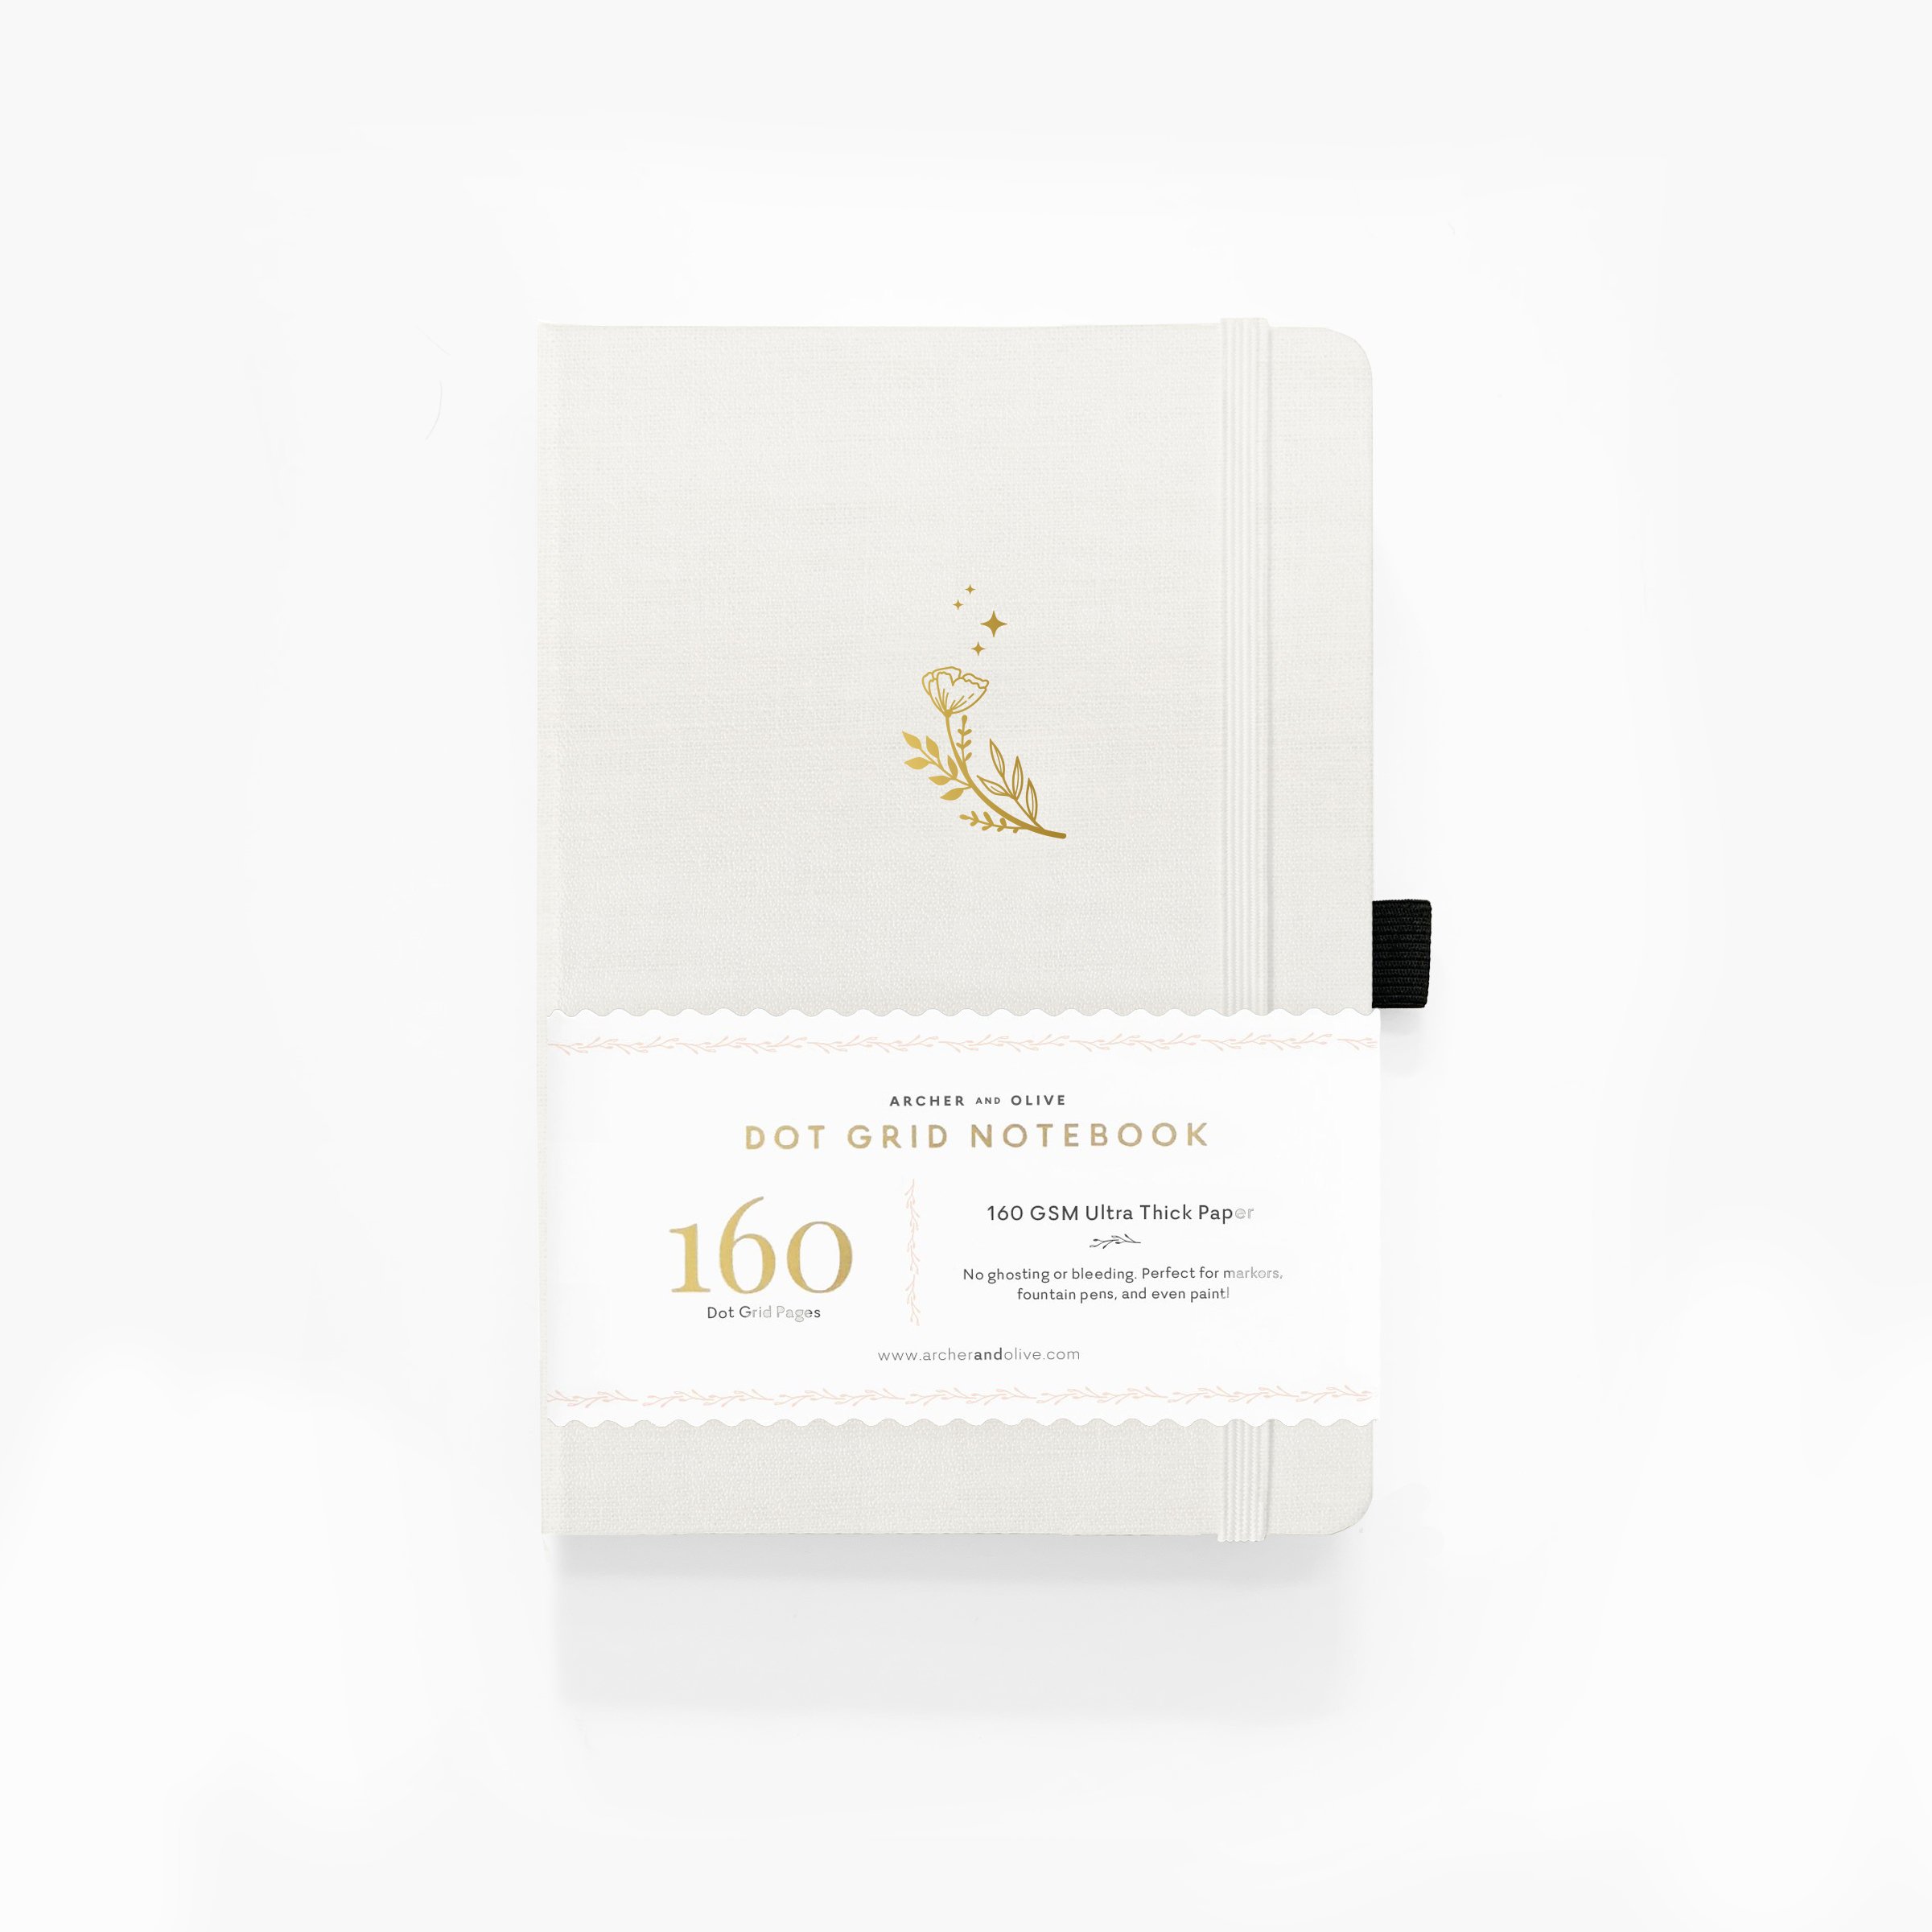 ARCHER AND OLIVE
DOT GRID NOTEBOOK
160
Dot Grid Pages
160 GSM Ultra Thick Paper
No ghosting or bleeding. Perfect for markors,
fountain pens, and even paint!
www.archerandolive.com